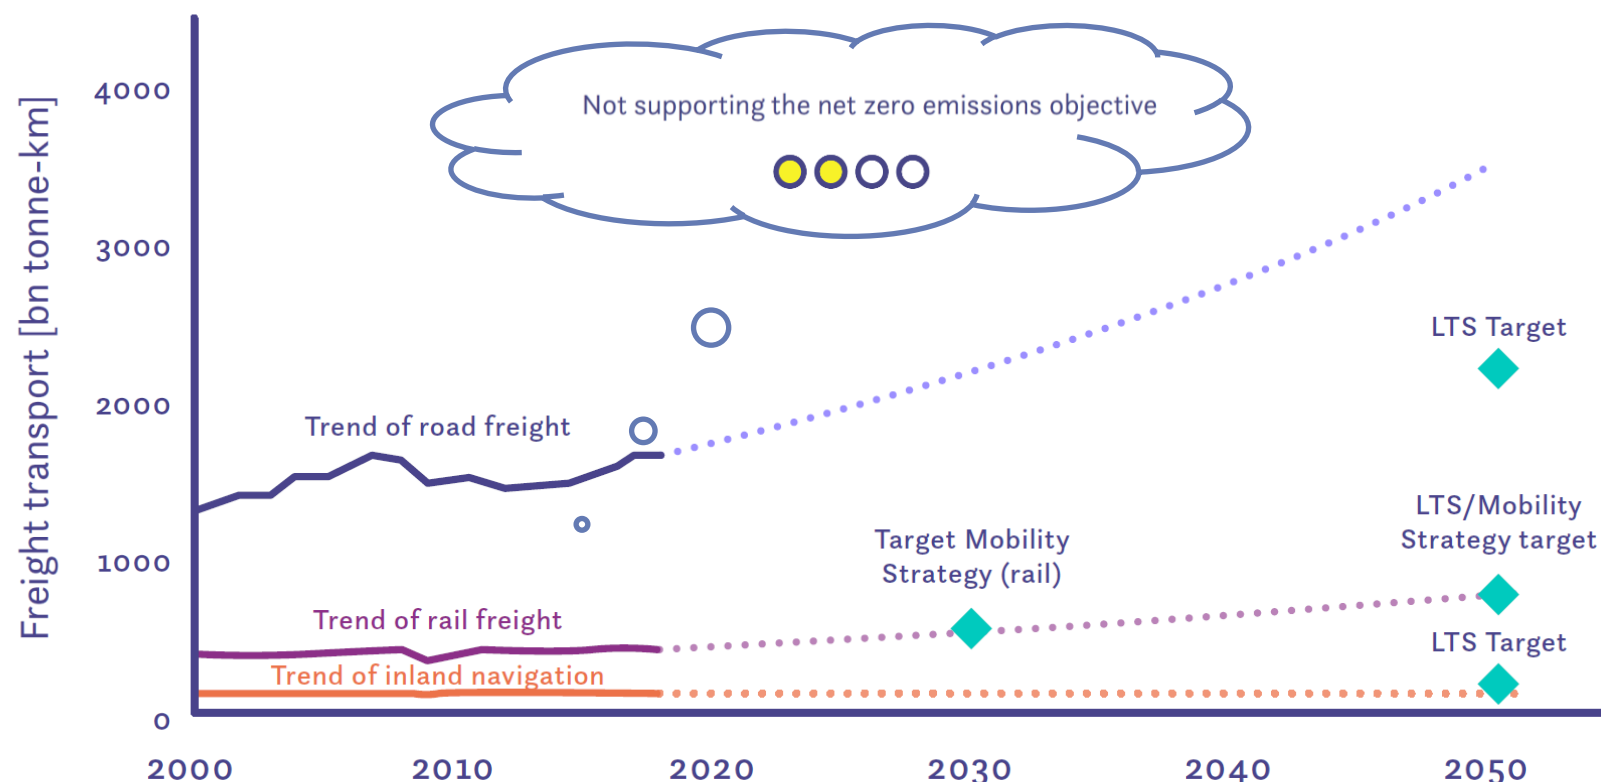 Freight transport [bn tonne-km]
4000
3000
2000
1000
0
Not supporting the net zero emissions objective
LTS Target
Trend of road freight
LTS/Mobility
Strategy target
Target Mobility
Strategy (rail)
Trend of rail freight
LTS Target
Trend of inland navigation
2000
2010
2020
2030
2040
2050